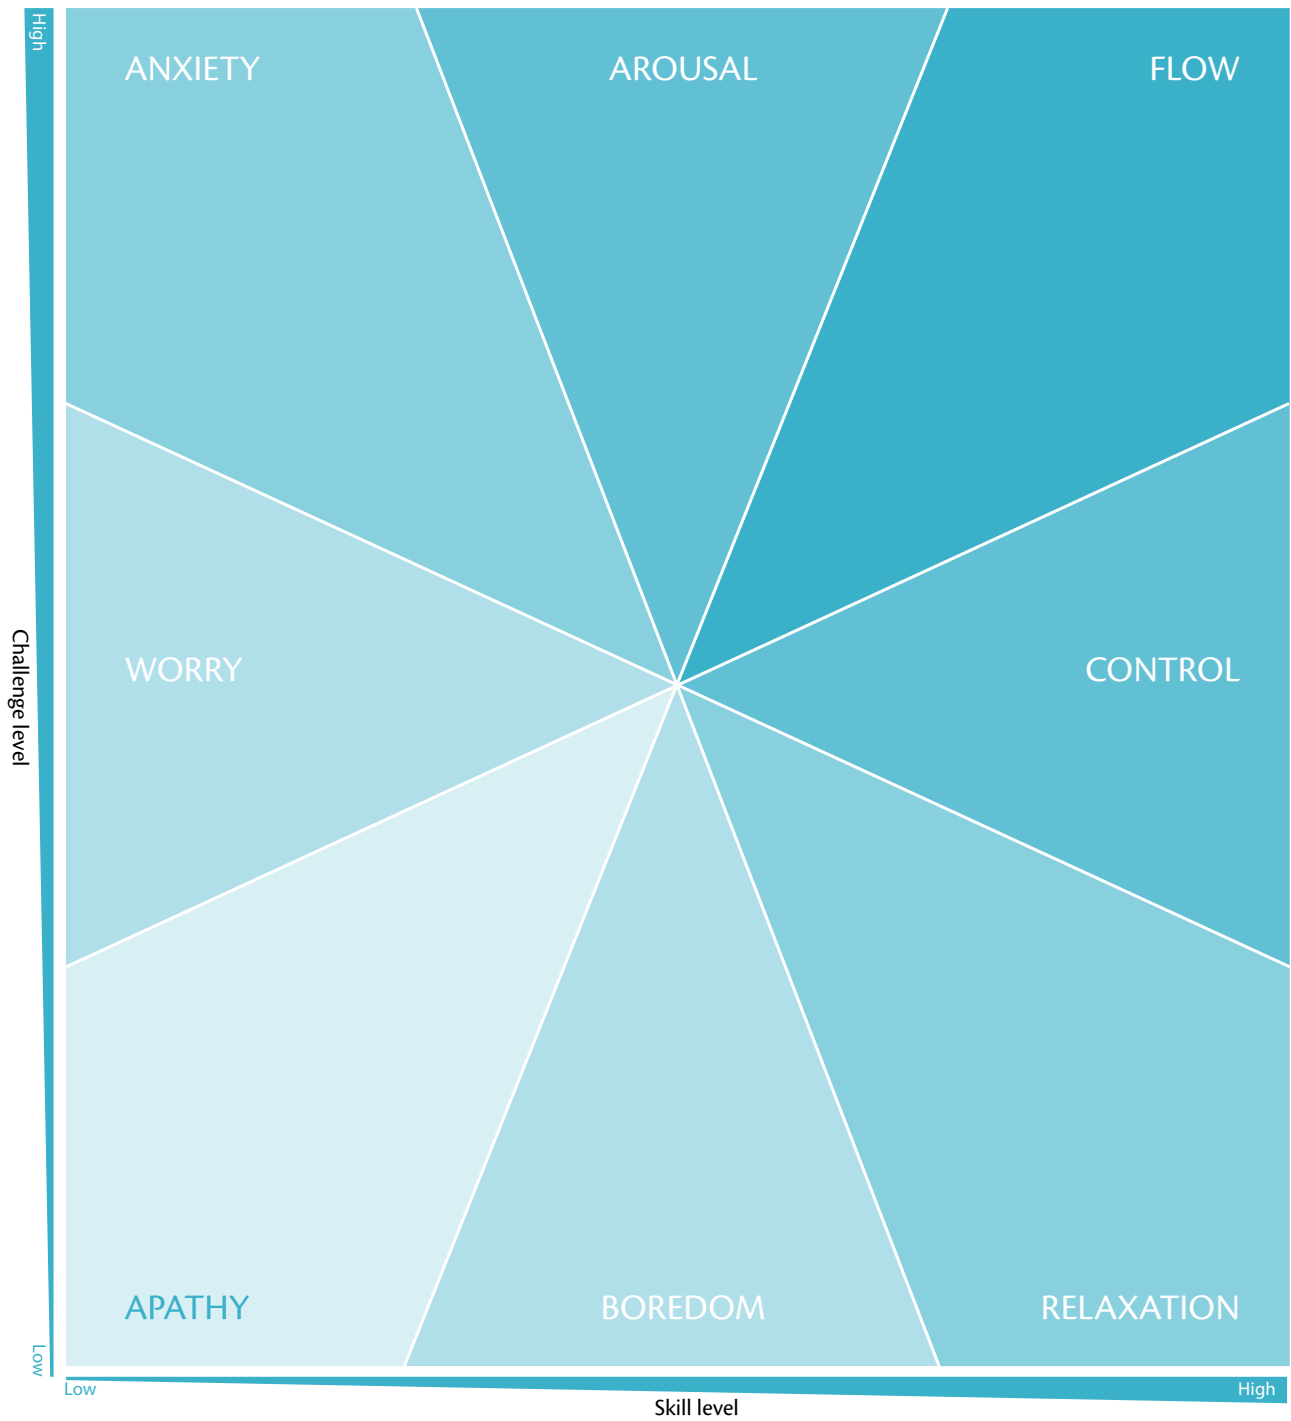 High
ANXIETY
AROUSAL
FLOW
Challenge level
WORRY
CONTROL
APATHY
BOREDOM
RELAXATION
Low
Low
High
Skill level